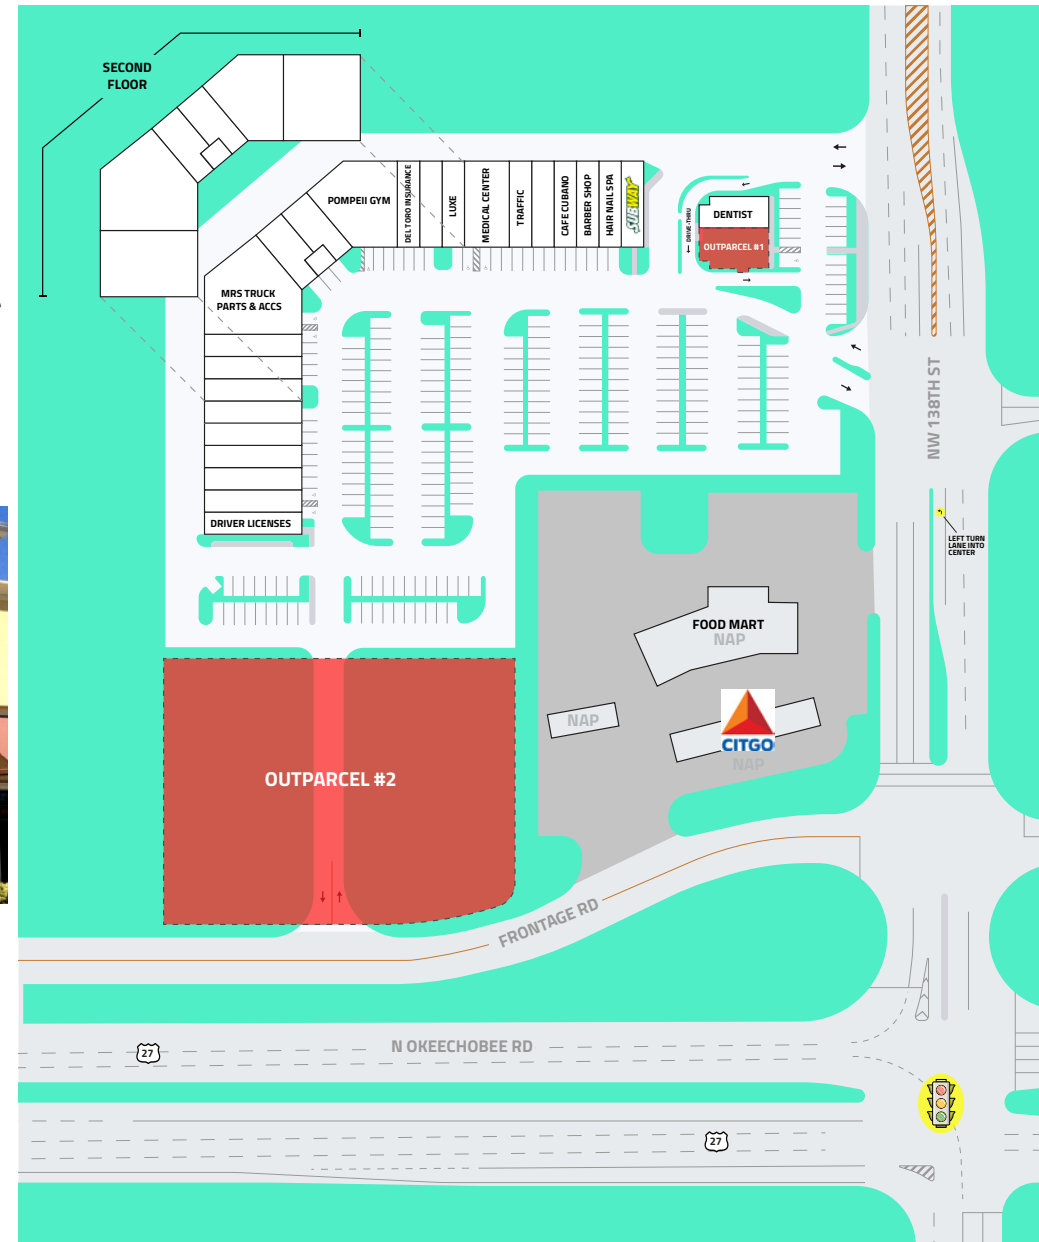 SECOND
FLOOR
POMPEII GYM
DEL TORO INSURANCE
LUXE
MEDICAL CENTER
TRAFFIC
CAFE CUBANO
BARBER SHOP
HAIR NAIL SPA
SUBWAY
DRIVE-THRU
DENTIST
OUTPARCEL #1
MRS TRUCK
PARTS & ACCS
DRIVER LICENSES
NW 138TH ST
LEFT TURN
LANE INTO
CENTER
FOOD MART
NAP
NAP
CITGO
NAP
OUTPARCEL #2
FRONTAGE RD
N OKEECHOBEE RD
27
27